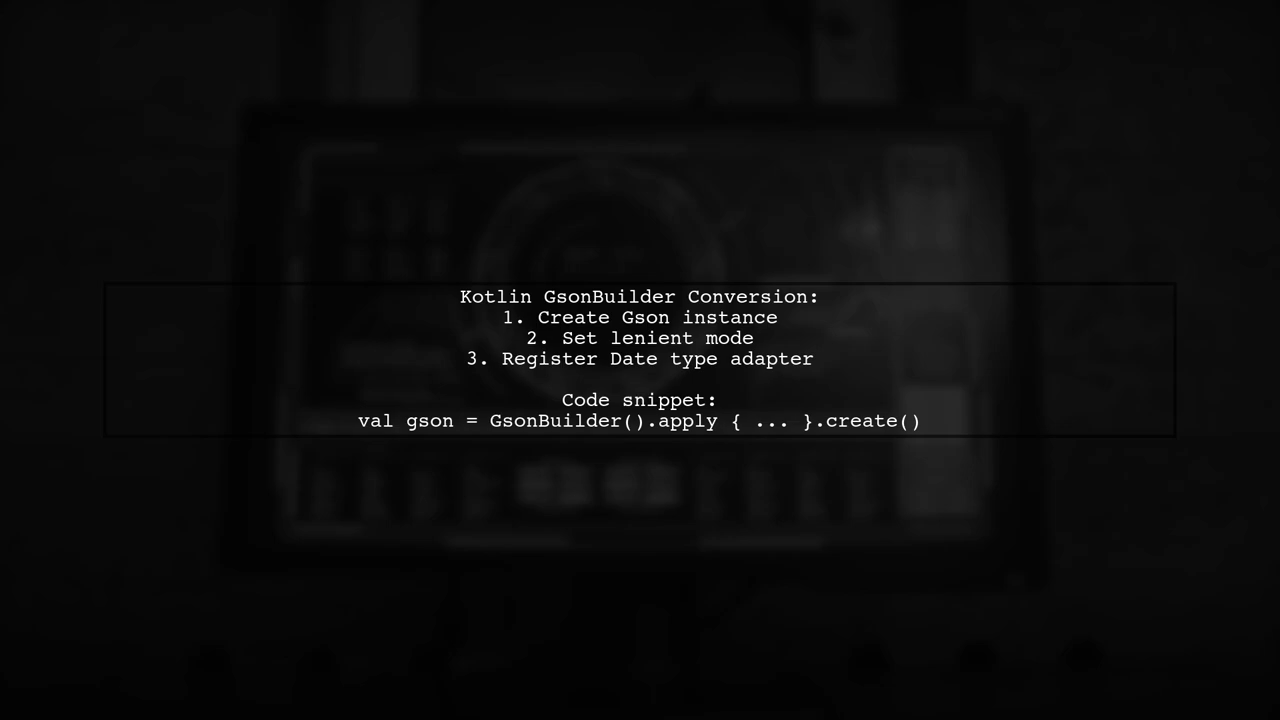 Kotlin GsonBuilder Conversion:
1. Create Gson instance
2. Set lenient mode
3. Register Date type adapter
Code snippet:
val gson = GsonBuilder().apply { ... }.create()